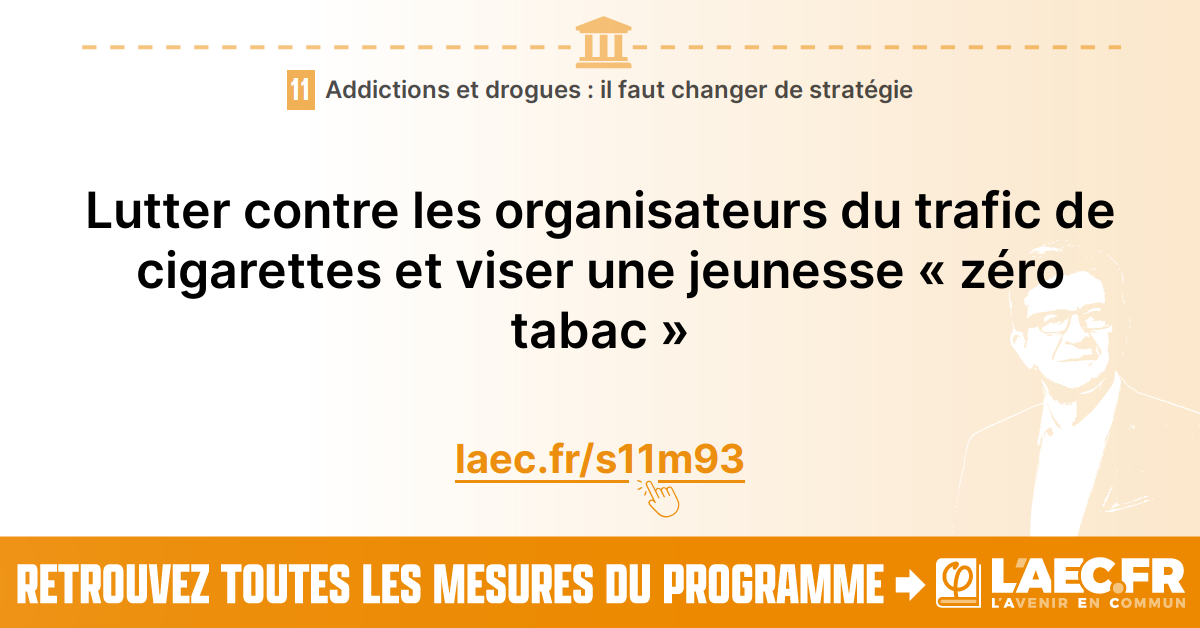 11 Addictions et drogues : il faut changer de stratégie
Lutter contre les organisateurs du trafic de
cigarettes et viser une jeunesse « zéro
tabac »
laec.fr/s11m93
RETROUVEZ TOUTES LES MESURES DU PROGRAMME
L'AEC.FR
L'AVENIR EN COMMUN